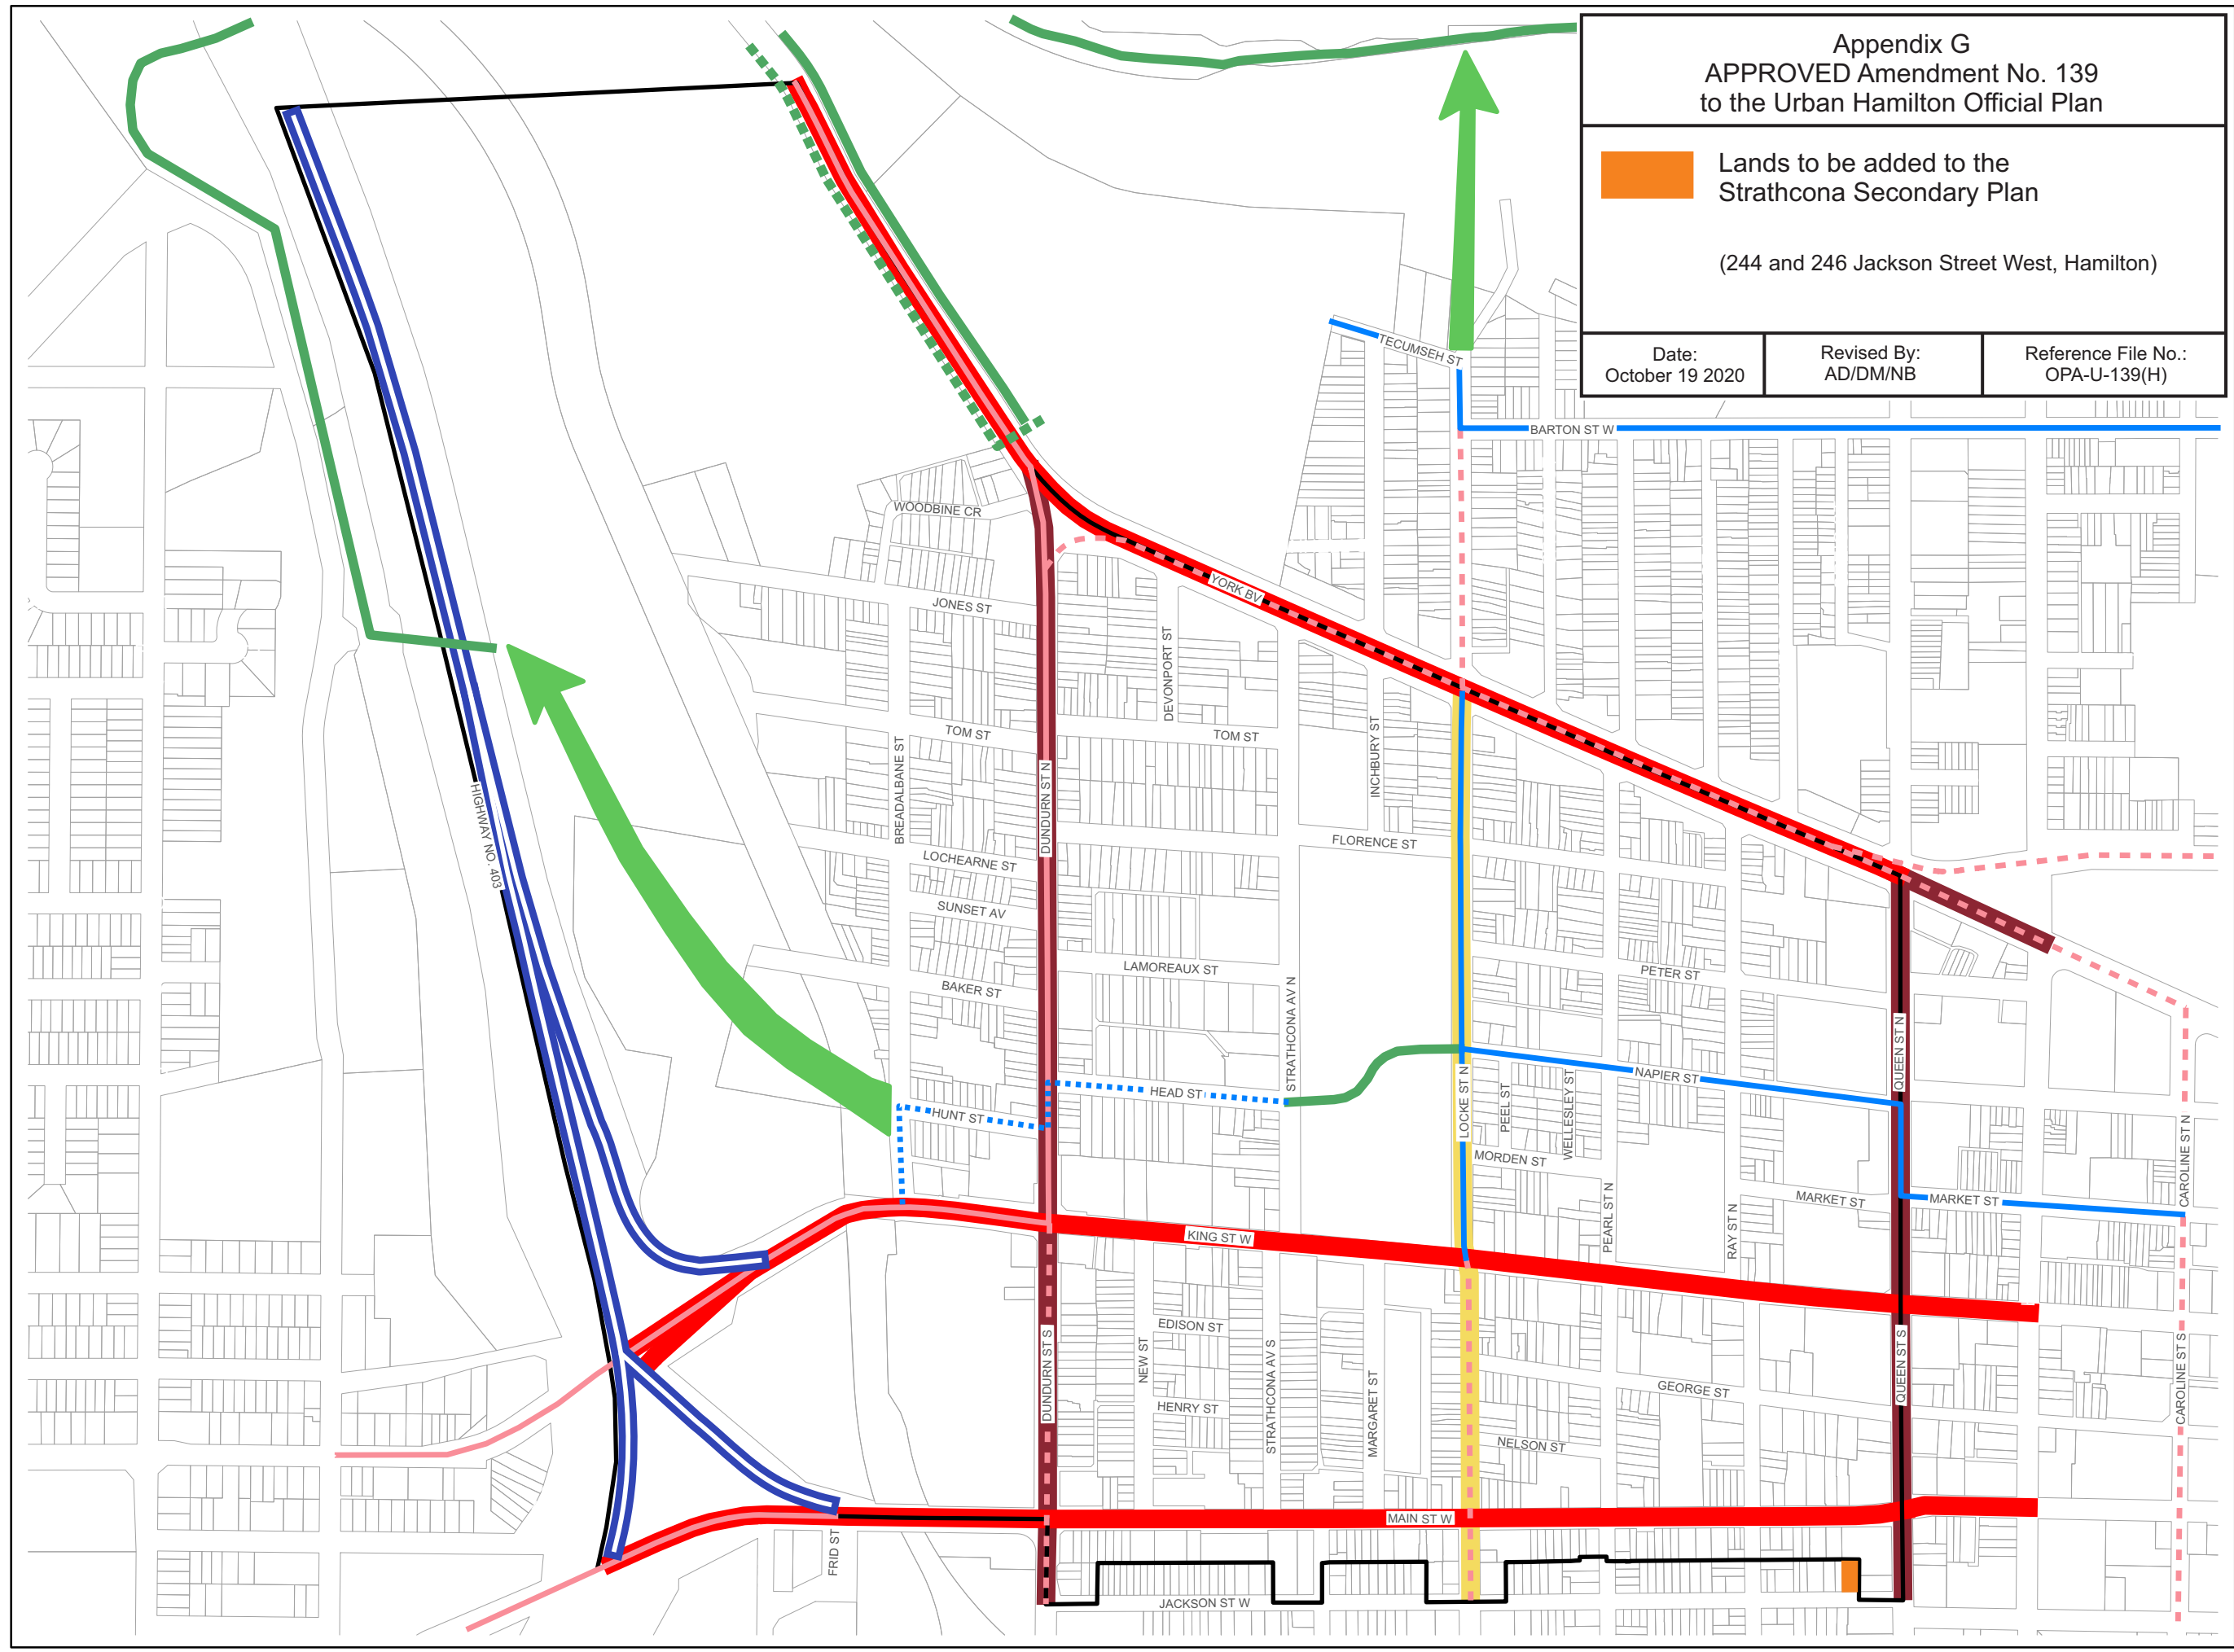 Appendix G
APPROVED Amendment No. 139
to the Urban Hamilton Official Plan
Lands to be added to the
Strathcona Secondary Plan
(244 and 246 Jackson Street West, Hamilton)
Date:
October 19 2020
Revised By:
AD/DM/NB
Reference File No.:
OPA-U-139(H)
TECUMSEH ST
BARTON ST W
WOODBINE CR
YORK BV
JONES ST
DEVONPORT ST
TOM ST
TOM ST
INCHBURY ST
BREADALBANE ST
DUNDURN ST N
HIGHWAY NO. 403
FLORENCE ST
LOCHEARNE ST
SUNSET AV
LAMOREAUX ST
PETER ST
BAKER ST
STRATHCONA AV N
QUEEN ST N
NAPIER ST
HEAD ST
HUNT ST
LOCKE ST N
PEEL ST
WELLESLEY ST
MORDEN ST
CAROLINE ST N
MARKET ST
MARKET ST
PEARL ST N
RAY ST N
KING ST W
EDISON ST
NEW ST
DUNDURN ST S
STRATHCONA AV S
HENRY ST
MARGARET ST
GEORGE ST
QUEEN ST S
CAROLINE ST S
NELSON ST
MAIN ST W
FRID ST
JACKSON ST W